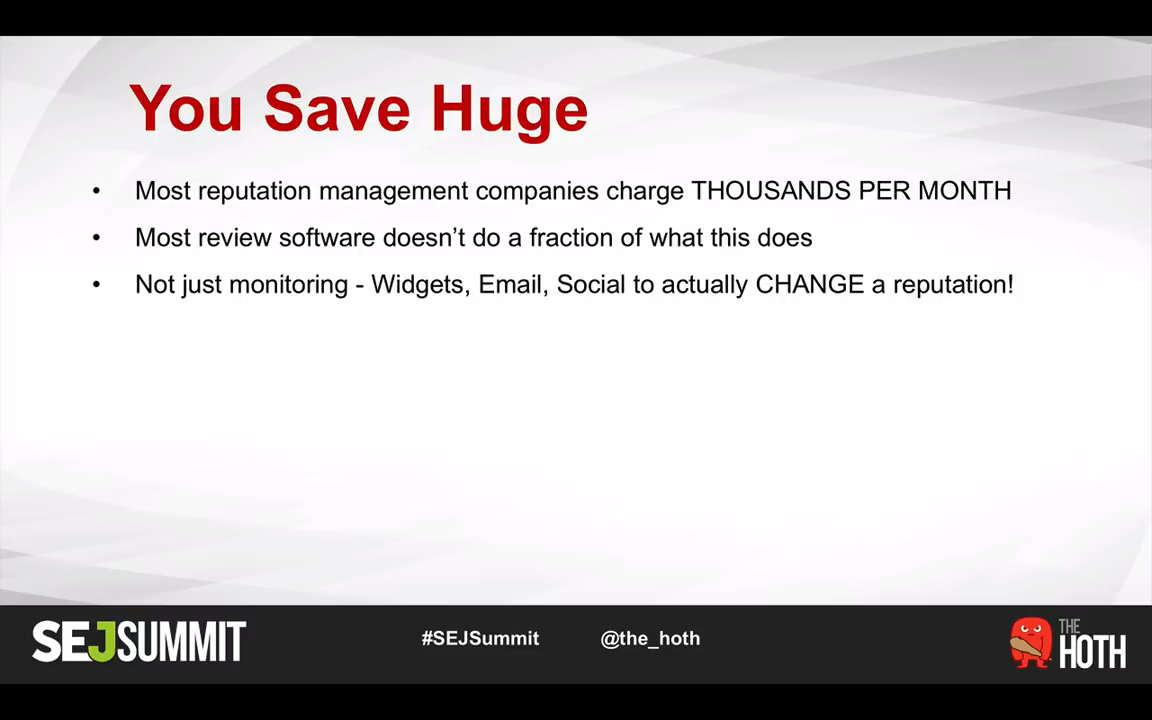 You Save Huge
• Most reputation management companies charge THOUSANDS PER MONTH
• Most review software doesn’t do a fraction of what this does
• Not just monitoring - Widgets, Email, Social to actually CHANGE a reputation!
SEJSUMMIT
#SEJSummit
@the_hoth
THE
HOTH